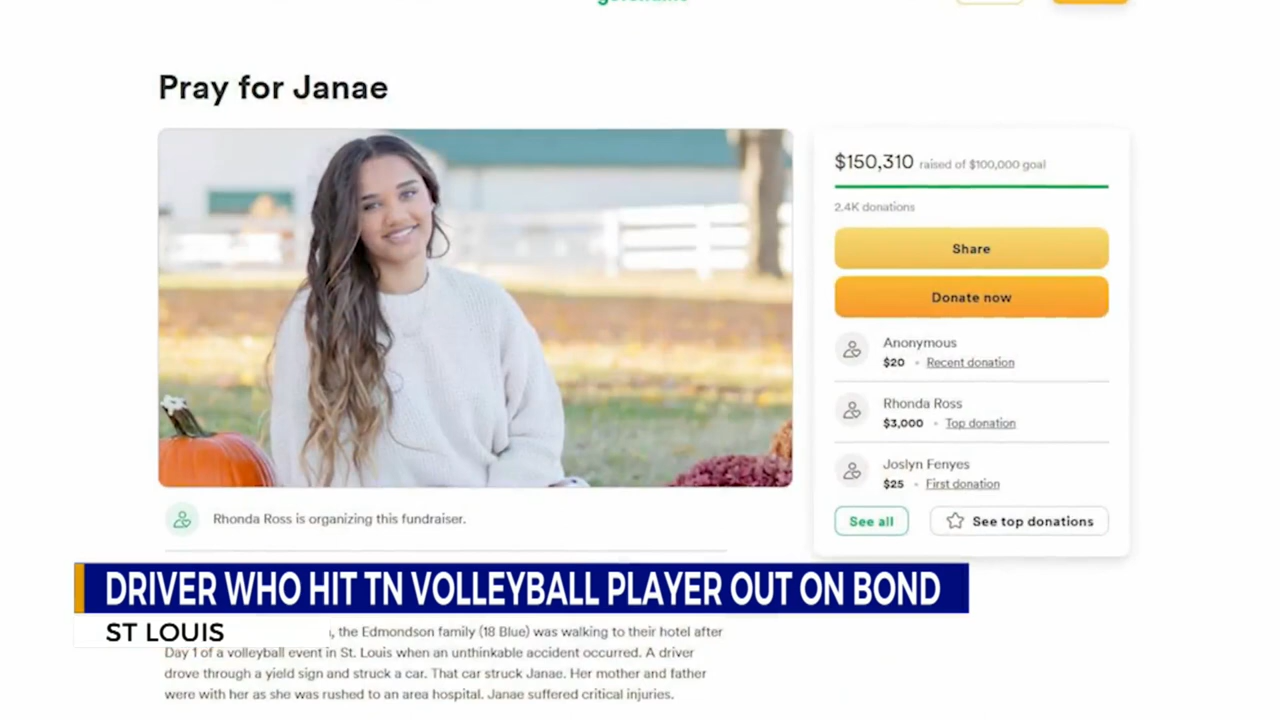 Pray for Janae
$150,310 raised of $100,000 goal
2.4K donations
Share
Donate now
Anonymous
$20 • Recent donation
Rhonda Ross
$3,000 • Top donation
Joslyn Fenyes
$25 • First donation
See all
See top donations
Rhonda Ross is organizing this fundraiser.
DRIVER WHO HIT TN VOLLEYBALL PLAYER OUT ON BOND
ST LOUIS
, the Edmondson family (18 Blue) was walking to their hotel after
Day 1 of a volleyball event in St. Louis when an unthinkable accident occurred. A driver
drove through a yield sign and struck a car. That car struck Janae. Her mother and father
were with her as she was rushed to an area hospital. Janae suffered critical injuries.